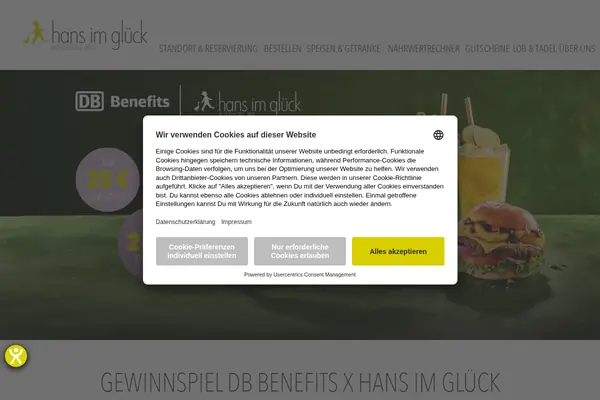 hans im glück
STANDORT & RESERVIERUNG BESTELLEN SPEISEN & GETRÄNKE NÄHRWERTRECHNER GUTSCHEINE LOB & TADEL ÜBER UNS
DB Benefits hans im glück
Wir verwenden Cookies auf dieser Website
Einige Cookies sind für die Funktionalität unserer Website unbedingt erforderlich. Funktionale
Cookies hingegen speichern technische Informationen, während Performance-Cookies die
Browsing-Daten verfolgen, um uns bei der Optimierung unserer Website zu helfen. Wir verwenden
auch Drittanbieter-Cookies von unseren Partnern. Diese werden in unserer Cookie-Richtlinie
aufgeführt. Klicke auf "Alles akzeptieren", wenn Du mit der Verwendung aller Cookies einverstanden
bist. Du kannst ebenso alle Cookies ablehnen oder individuell einstellen. Einmal getroffene
Einstellungen kannst Du mit Wirkung für die Zukunft natürlich auch wieder ändern.
Datenschutzerklärung Impressum
Cookie-Präferenzen
individuell einstellen
Nur erforderliche
Cookies erlauben
Alles akzeptieren
Powered by Usercentrics Consent Management
GEWINNSPIEL DB BENEFITS X HANS IM GLÜCK